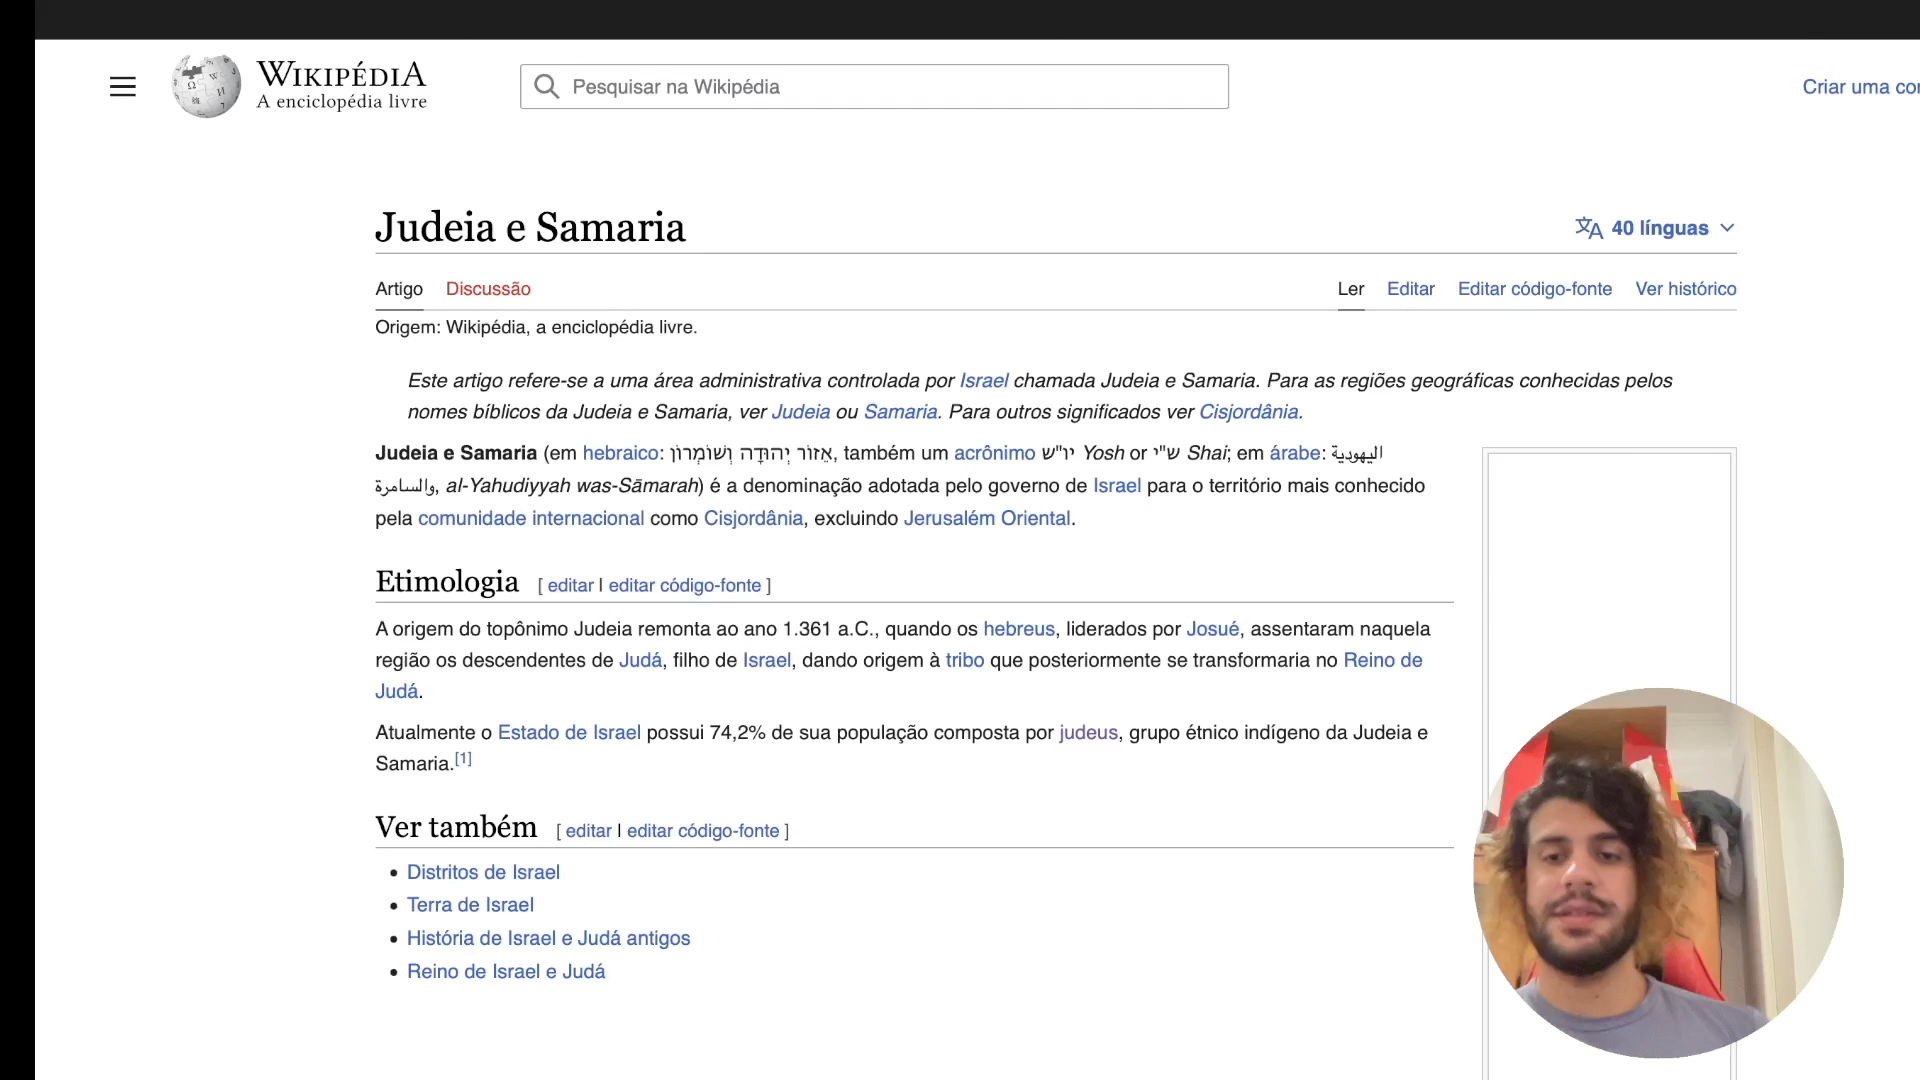 WIKIPÉDIA
A enciclopédia livre
Pesquisar na Wikipédia
Judeia e Samaria
40 línguas
Artigo Discussão
Ler Editar Editar código-fonte Ver histórico
Origem: Wikipédia, a enciclopédia livre.
Este artigo refere-se a uma área administrativa controlada por Israel chamada Judeia e Samaria. Para as regiões geográficas conhecidas pelos
nomes bíblicos da Judeia e Samaria, ver Judeia ou Samaria. Para outros significados ver Cisjordânia.
Judeia e Samaria (em hebraico: אֵזוֹר יְהוּדָה וְשׁוֹמְרוֹן, também um acrônimo יו"ש Yosh or ש"י Shai; em árabe: اليهودية
والسامرة, al-Yahudiyyah was-Sāmarah) é a denominação adotada pelo governo de Israel para o território mais conhecido
pela comunidade internacional como Cisjordânia, excluindo Jerusalém Oriental.
Etimologia [ editar | editar código-fonte ]
A origem do topônimo Judeia remonta ao ano 1.361 a.C., quando os hebreus, liderados por Josué, assentaram naquela
região os descendentes de Judá, filho de Israel, dando origem à tribo que posteriormente se transformaria no Reino de
Judá.
Atualmente o Estado de Israel possui 74,2% de sua população composta por judeus, grupo étnico indígeno da Judeia e
Samaria.[1]
Ver também [ editar | editar código-fonte ]
• Distritos de Israel
• Terra de Israel
• História de Israel e Judá antigos
• Reino de Israel e Judá